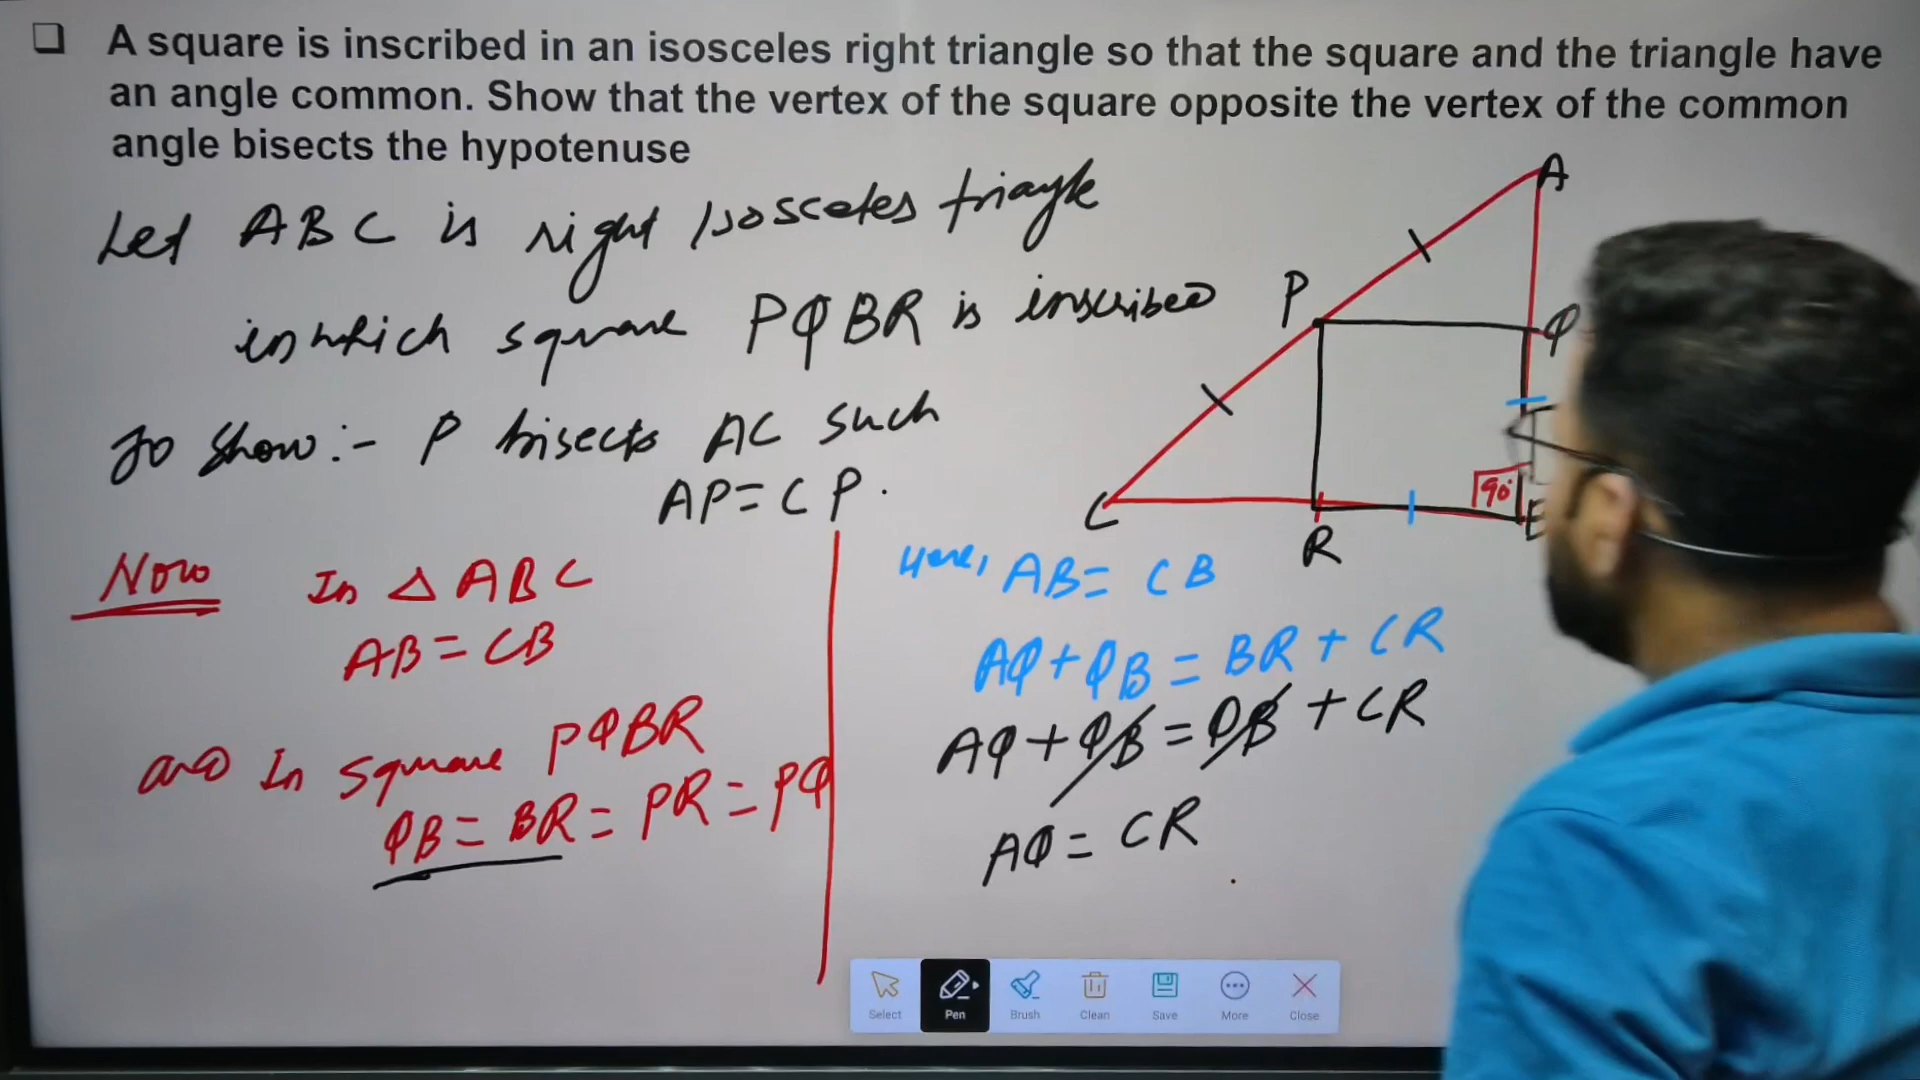 A square is inscribed in an isosceles right triangle so that the square and the triangle have
an angle common. Show that the vertex of the square opposite the vertex of the common
angle bisects the hypotenuse
Let ABC is right Isosceles triangle
in which square PQBR is inscribed
To Show:- P bisects AC such
AP = CP.
Now In △ABC
AB = CB
and In square PQBR
QB = BR = PR = PQ
A
P
Q
90°
C
R
Here, AB = CB
AQ + QB = BR + CR
AQ + QB = QB + CR
AQ = CR
Select Pen Brush Clean Save More Close